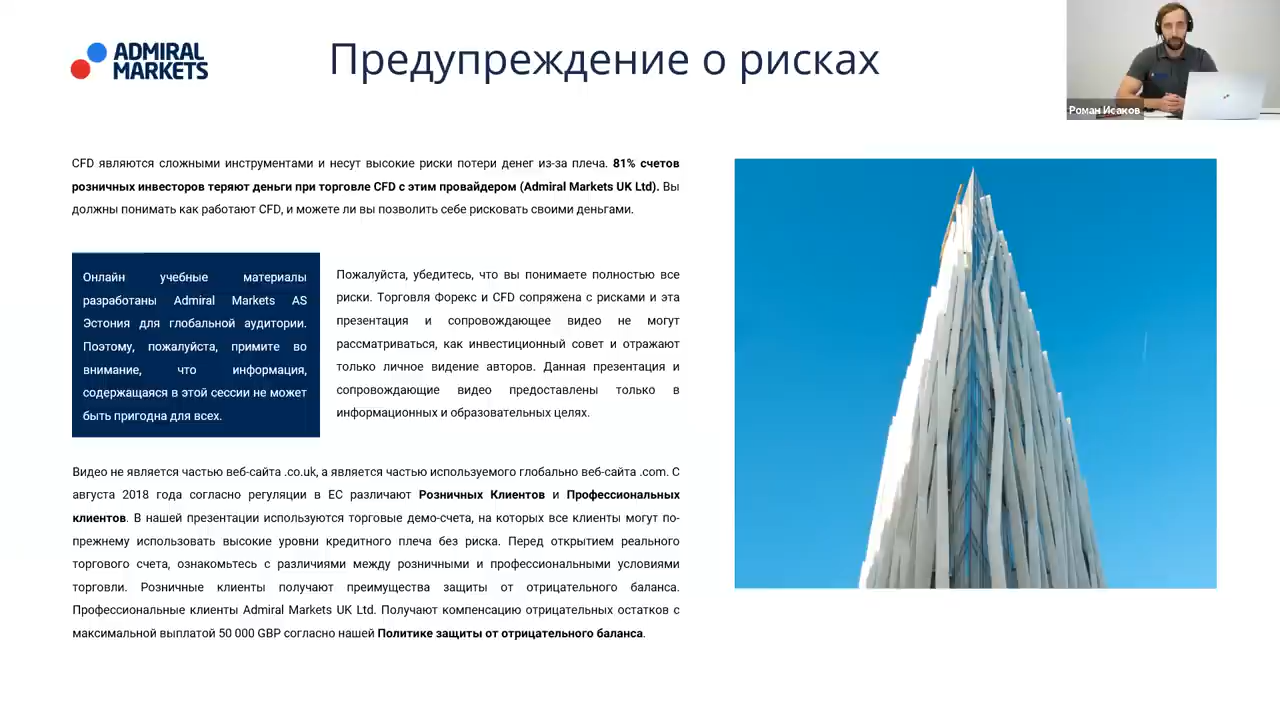 ADMIRAL
MARKETS
Предупреждение о рисках
Роман Исаков
CFD являются сложными инструментами и несут высокие риски потери денег из-за плеча. 81% счетов
розничных инвесторов теряют деньги при торговле CFD с этим провайдером (Admiral Markets UK Ltd). Вы
должны понимать как работают CFD, и можете ли вы позволить себе рисковать своими деньгами.
Онлайн учебные материалы
разработаны Admiral Markets AS
Эстония для глобальной аудитории.
Поэтому, пожалуйста, примите во
внимание, что информация,
содержащаяся в этой сессии не может
быть пригодна для всех.
Пожалуйста, убедитесь, что вы понимаете полностью все
риски. Торговля Форекс и CFD сопряжена с рисками и эта
презентация и сопровождающее видео не могут
рассматриваться, как инвестиционный совет и отражают
только личное видение авторов. Данная презентация и
сопровождающие видео предоставлены только в
информационных и образовательных целях.
Видео не является частью веб-сайта .co.uk, а является частью используемого глобально веб-сайта .com. С
августа 2018 года согласно регуляции в ЕС различают Розничных Клиентов и Профессиональных
клиентов. В нашей презентации используются торговые демо-счета, на которых все клиенты могут по-
прежнему использовать высокие уровни кредитного плеча без риска. Перед открытием реального
торгового счета, ознакомьтесь с различиями между розничными и профессиональными условиями
торговли. Розничные клиенты получают преимущества защиты от отрицательного баланса.
Профессиональные клиенты Admiral Markets UK Ltd. Получают компенсацию отрицательных остатков с
максимальной выплатой 50 000 GBP согласно нашей Политике защиты от отрицательного баланса.